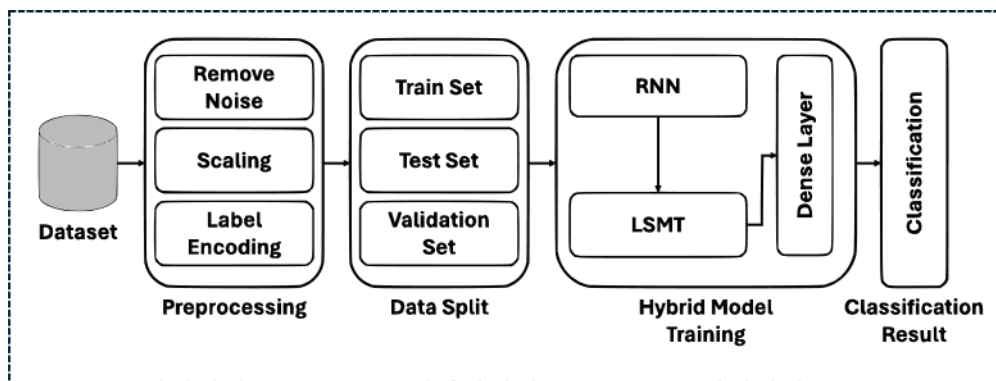 Dataset
Remove
Noise
Scaling
Label
Encoding
Preprocessing
Train Set
Test Set
Validation
Set
Data Split
RNN
LSMT
Dense Layer
Hybrid Model
Training
Classification
Classification
Result